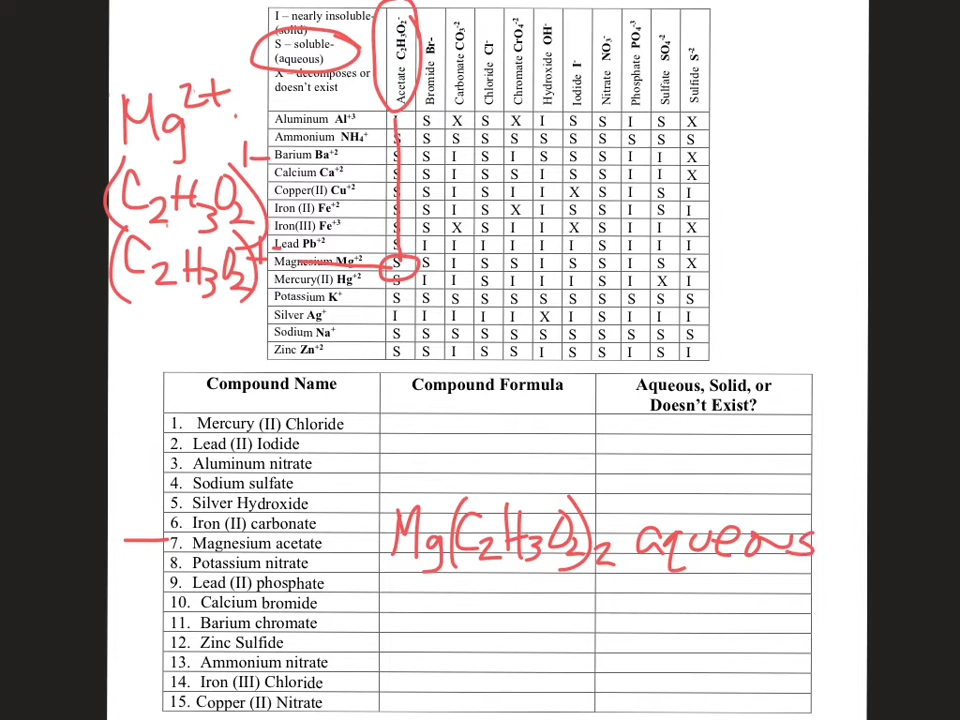 I – nearly insoluble-
(solid)
S – soluble-
(aqueous)
X – decomposes or
doesn't exist
Acetate C₂H₃O₂⁻
Bromide Br-
Carbonate CO₃⁻²
Chloride Cl⁻
Chromate CrO₄⁻²
Hydroxide OH⁻
Iodide I⁻
Nitrate NO₃⁻
Phosphate PO₄⁻³
Sulfate SO₄⁻²
Sulfide S⁻²
Aluminum Al⁺³ I S X S X I S S I S X
Ammonium NH₄⁺ S S S S S S S S S S S
Barium Ba⁺² S S I S I S S S I I X
Calcium Ca⁺² S S I S S I S S I I X
Copper(II) Cu⁺² S S I S I I X S I S I
Iron (II) Fe⁺² S S I S X I S S I S I
Iron(III) Fe⁺³ S S X S I I X S I I X
Lead Pb⁺² S I I I I I I S I I I
Magnesium Mg⁺² S S I S S I S S I S X
Mercury(II) Hg⁺² S I I S I I I S I X I
Potassium K⁺ S S S S S S S S S S S
Silver Ag⁺ I I I I I X I S I I I
Sodium Na⁺ S S S S S S S S S S S
Zinc Zn⁺² S S I S S I S S I S I
Mg²⁺
(C₂H₃O₂)¹⁻
(C₂H₃O₂)¹⁻
Compound Name Compound Formula Aqueous, Solid, or
Doesn't Exist?
1. Mercury (II) Chloride
2. Lead (II) Iodide
3. Aluminum nitrate
4. Sodium sulfate
5. Silver Hydroxide
6. Iron (II) carbonate
7. Magnesium acetate Mg(C₂H₃O₂)₂ aqueous
8. Potassium nitrate
9. Lead (II) phosphate
10. Calcium bromide
11. Barium chromate
12. Zinc Sulfide
13. Ammonium nitrate
14. Iron (III) Chloride
15. Copper (II) Nitrate